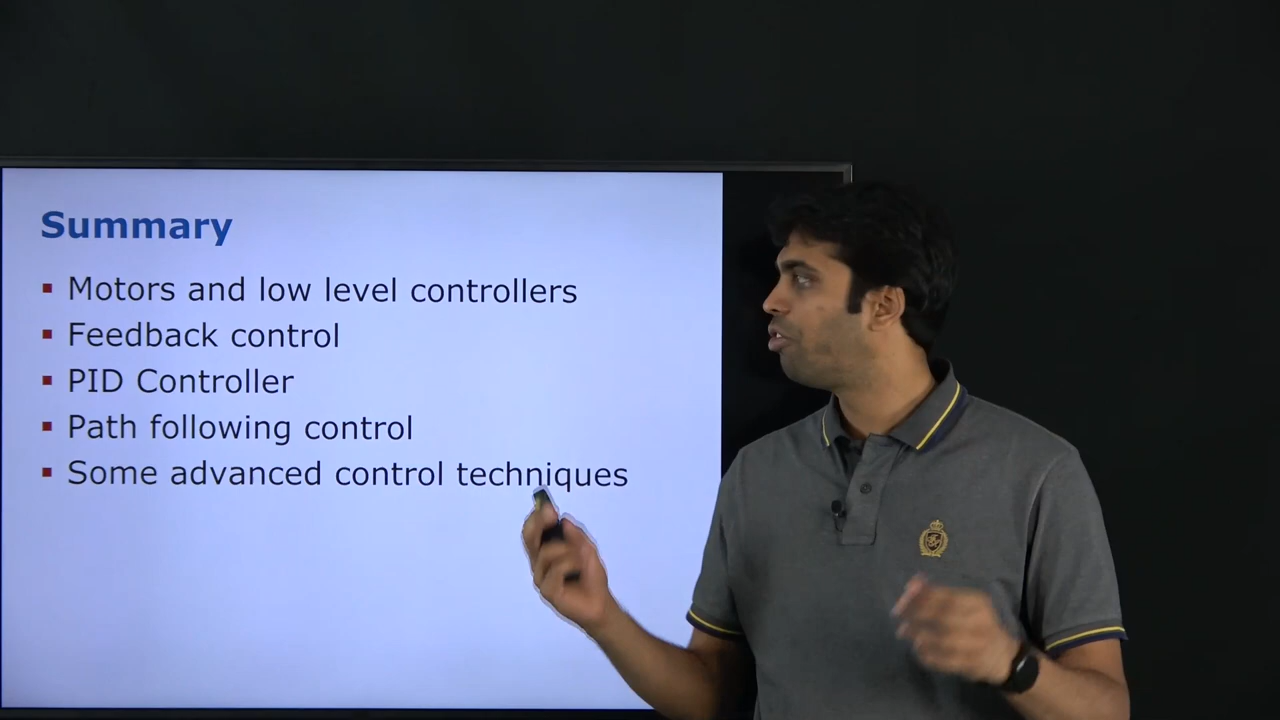 Summary
Motors and low level controllers
Feedback control
PID Controller
Path following control
Some advanced control techniques